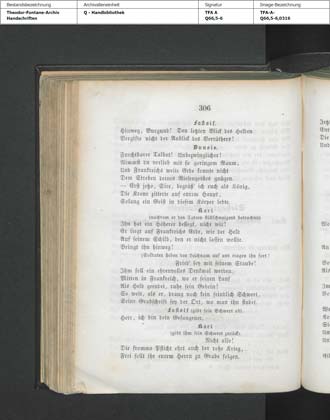 Bestandsbezeichnung
Theodor-Fontane-Archiv
Handschriften
Archivalieneinheit
Q - Handbibliothek
Signatur
TFA A
Q66,5-6
Image-Bezeichnung
TFA-A-
Q66,5-6,0316
306
Fastolf.
Hinweg, Burgund! Den letzten Blick des Helden
Vergifte nicht der Anblick des Verräthers!
Dunois.
Furchtbarer Talbot! Unbezwinglicher!
Nimmst du vorlieb mit so geringem Raum,
Und Frankreichs weite Erde konnte nicht
Dem Streben deines Riesengeistes gnügen.
— Erst jetzo, Sire, begrüß' ich euch als König,
Die Krone zitterte auf eurem Haupt,
Solang ein Geist in diesem Körper lebte.
Karl
(nachdem er den Todten stillschweigend betrachtet)
Ihn hat ein Höherer besiegt, nicht wir!
Er liegt auf Frankreichs Erde, wie der Held
Auf seinem Schild, den er nicht lassen wollte.
Bringt ihn hinweg!
(Soldaten heben den Leichnam auf und tragen ihn fort)
Fried' sey mit seinem Staube!
Ihm soll ein ehrenvolles Denkmal werden.
Mitten in Frankreich, wo er seinen Lauf
Als Held geendet, ruhe sein Gebein!
So weit, als er, drang noch kein feindlich Schwert,
Seine Grabschrift sey der Ort, wo man ihn findet.
Fastolf (gibt sein Schwert ab).
Herr, ich bin dein Gefangener.
Karl
(gibt ihm sein Schwert zurück).
Nicht also!
Die fromme Pflicht ehrt auch der rohe Krieg,
Frei sollt ihr eurem Herrn zu Grabe folgen.